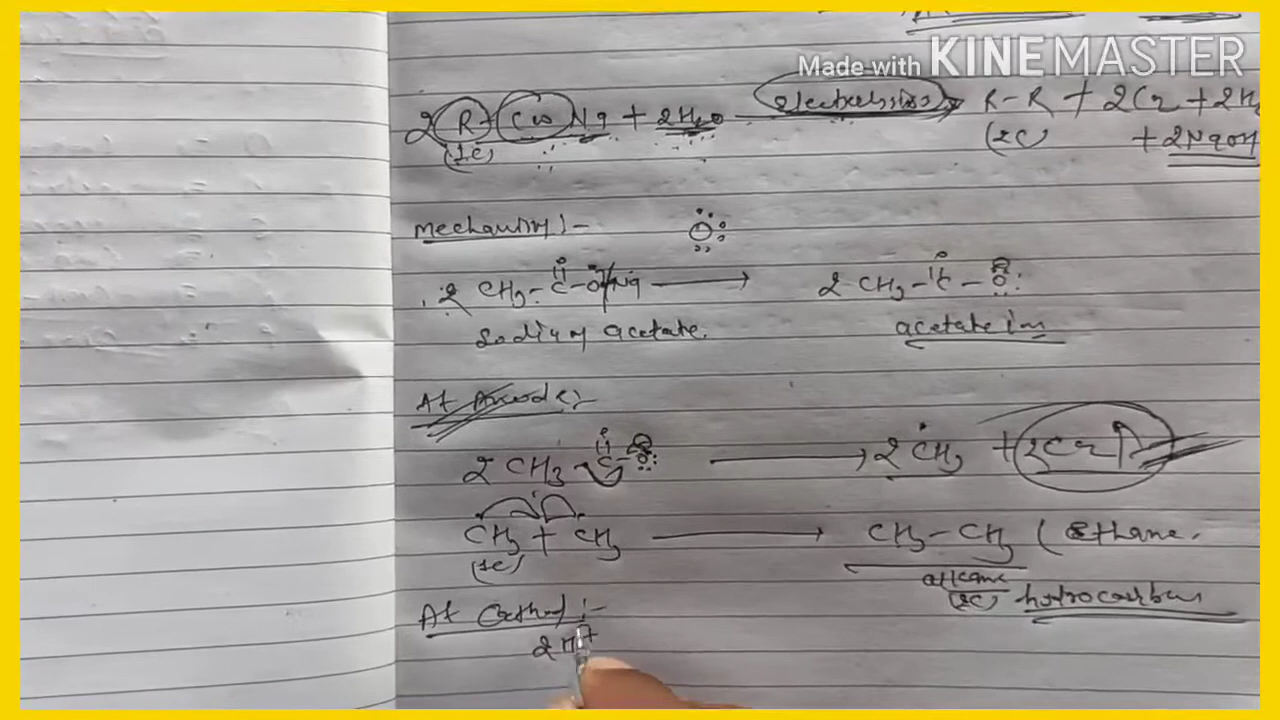 Made with KINEMASTER
2 R-COONa + 2H2O electrolysis → R-R + 2CO2 + 2H2
(1C) (2C) + 2NaOH
Mechanism :-
2 CH3-C-ONa → 2 CH3-C-O
Sodium acetate. acetate ion
At Anode :-
2 CH3-C-O → 2 CH3 + 2CO2↑
CH3 + CH3 → CH3-CH3 (Ethane.
(1C) alkane
(2C) hydrocarbon
At Cathod :-
2H+